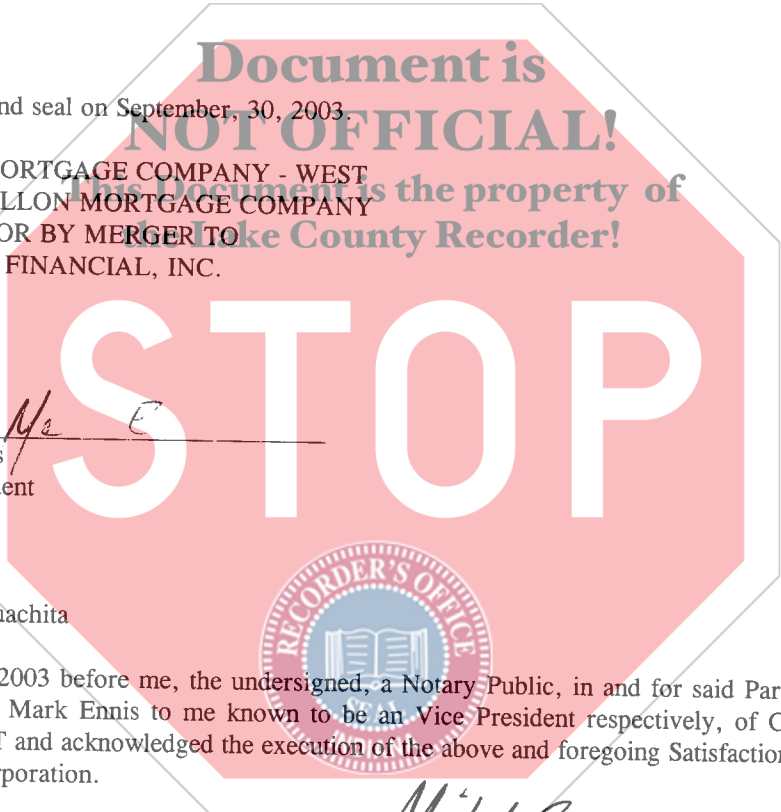 Document is
nd seal on September, 30, 2003.
NOT OFFICIAL!
ORTGAGE COMPANY - WEST
This Document is the property of
LLON MORTGAGE COMPANY
OR BY MERGER TO
the Lake County Recorder!
FINANCIAL, INC.
STOP
s
ent
RECORDER'S OFFICE
uachita
SEAL
2003 before me, the undersigned, a Notary Public, in and for said Par
Mark Ennis to me known to be an Vice President respectively, of C
T and acknowledged the execution of the above and foregoing Satisfaction
rporation.